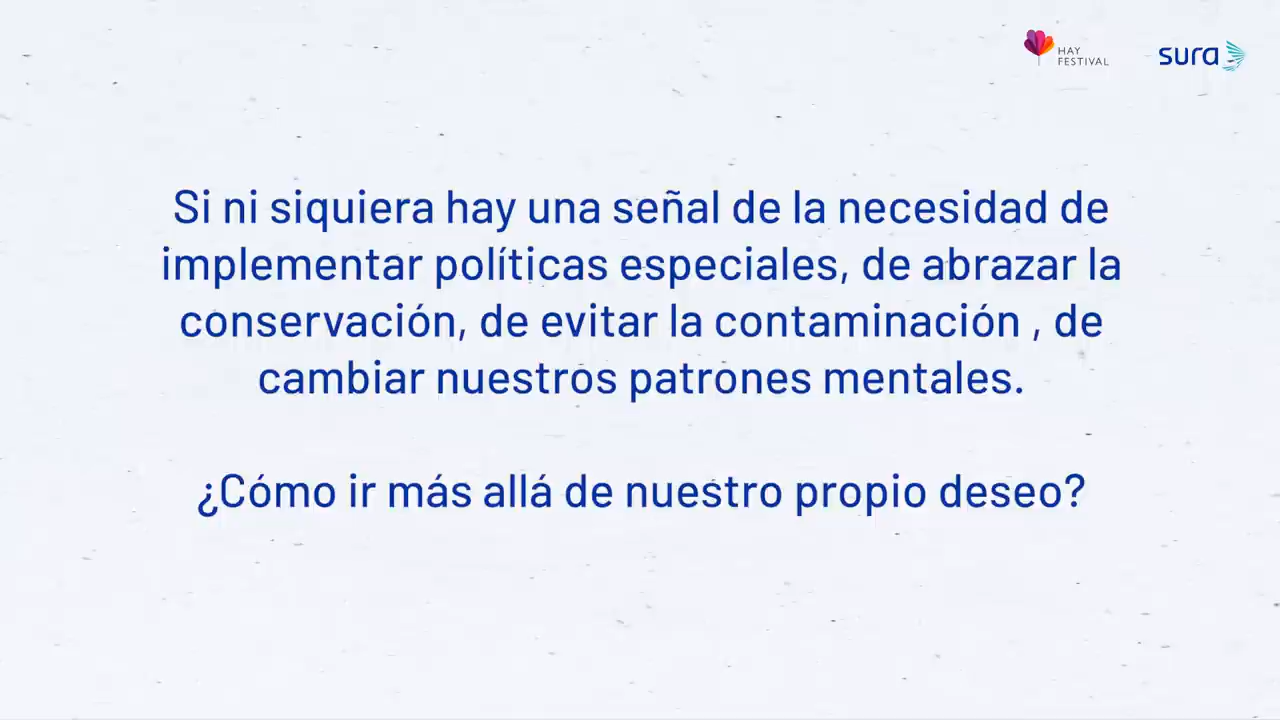 HAY
FESTIVAL
sura
Si ni siquiera hay una señal de la necesidad de
implementar políticas especiales, de abrazar la
conservación, de evitar la contaminación , de
cambiar nuestros patrones mentales.
¿Cómo ir más allá de nuestro propio deseo?